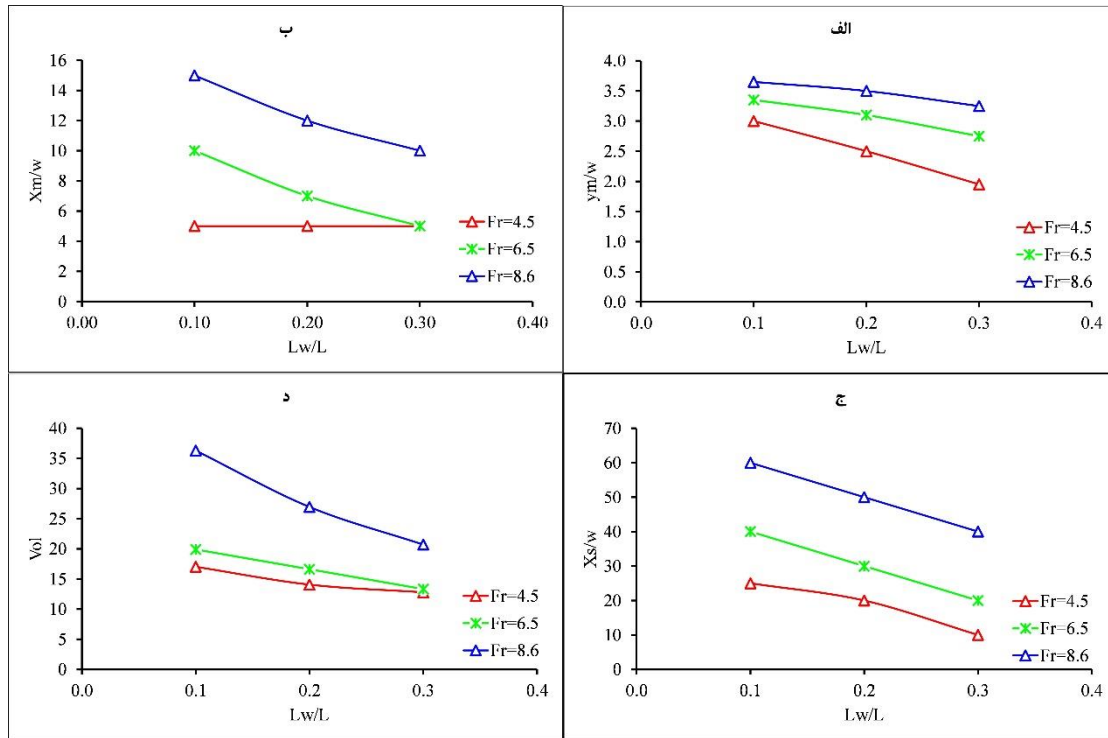 الف
ym/w
4.0
3.5
3.0
2.5
2.0
1.5
1.0
0.5
0.0
0.0 0.1 0.2 0.3 0.4
Lw/L
Fr=4.5
Fr=6.5
Fr=8.6
ب
Xm/w
16
14
12
10
8
6
4
2
0
0.00 0.10 0.20 0.30 0.40
Lw/L
Fr=4.5
Fr=6.5
Fr=8.6
ج
Xs/w
70
60
50
40
30
20
10
0
0.0 0.1 0.2 0.3 0.4
Lw/L
Fr=4.5
Fr=6.5
Fr=8.6
د
Vol
40
35
30
25
20
15
10
5
0
0.0 0.1 0.2 0.3 0.4
Lw/L
Fr=4.5
Fr=6.5
Fr=8.6